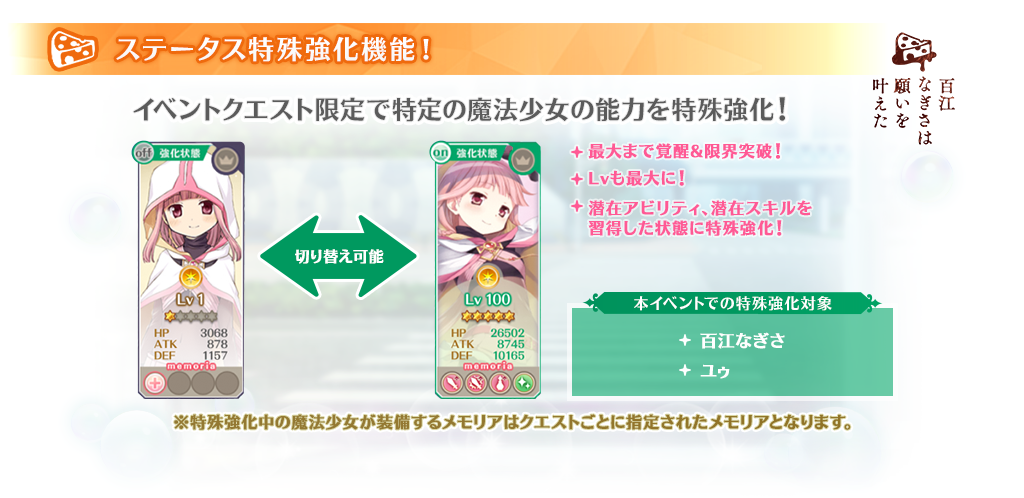 ステータス特殊強化機能！
百江
なぎさは
願いを
叶えた
イベントクエスト限定で特定の魔法少女の能力を特殊強化！
off 強化状態
Lv 1
HP 3068
ATK 878
DEF 1157
memoria
切り替え可能
on 強化状態
Lv 100
HP 26502
ATK 8745
DEF 10165
memoria
最大まで覚醒&限界突破！
Lvも最大に！
潜在アビリティ、潜在スキルを
習得した状態に特殊強化！
本イベントでの特殊強化対象
百江なぎさ
ユゥ
※特殊強化中の魔法少女が装備するメモリアはクエストごとに指定されたメモリアとなります。